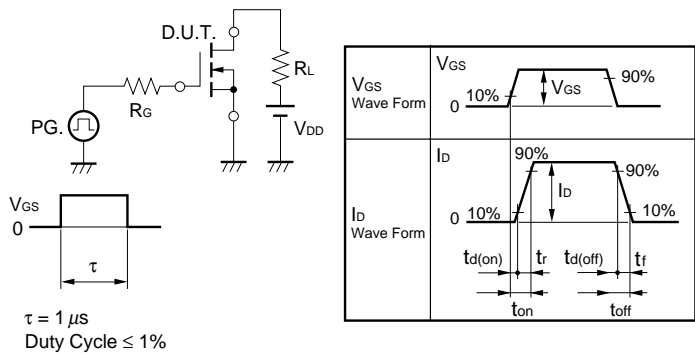 D.U.T.
RL
RG
PG.
VDD
VGS
0
τ
τ = 1 μs
Duty Cycle ≤ 1%
VGS
Wave Form
VGS
0
10%
VGS
90%
ID
Wave Form
ID
0
10%
90%
ID
90%
10%
td(on)
tr
td(off)
tf
ton
toff